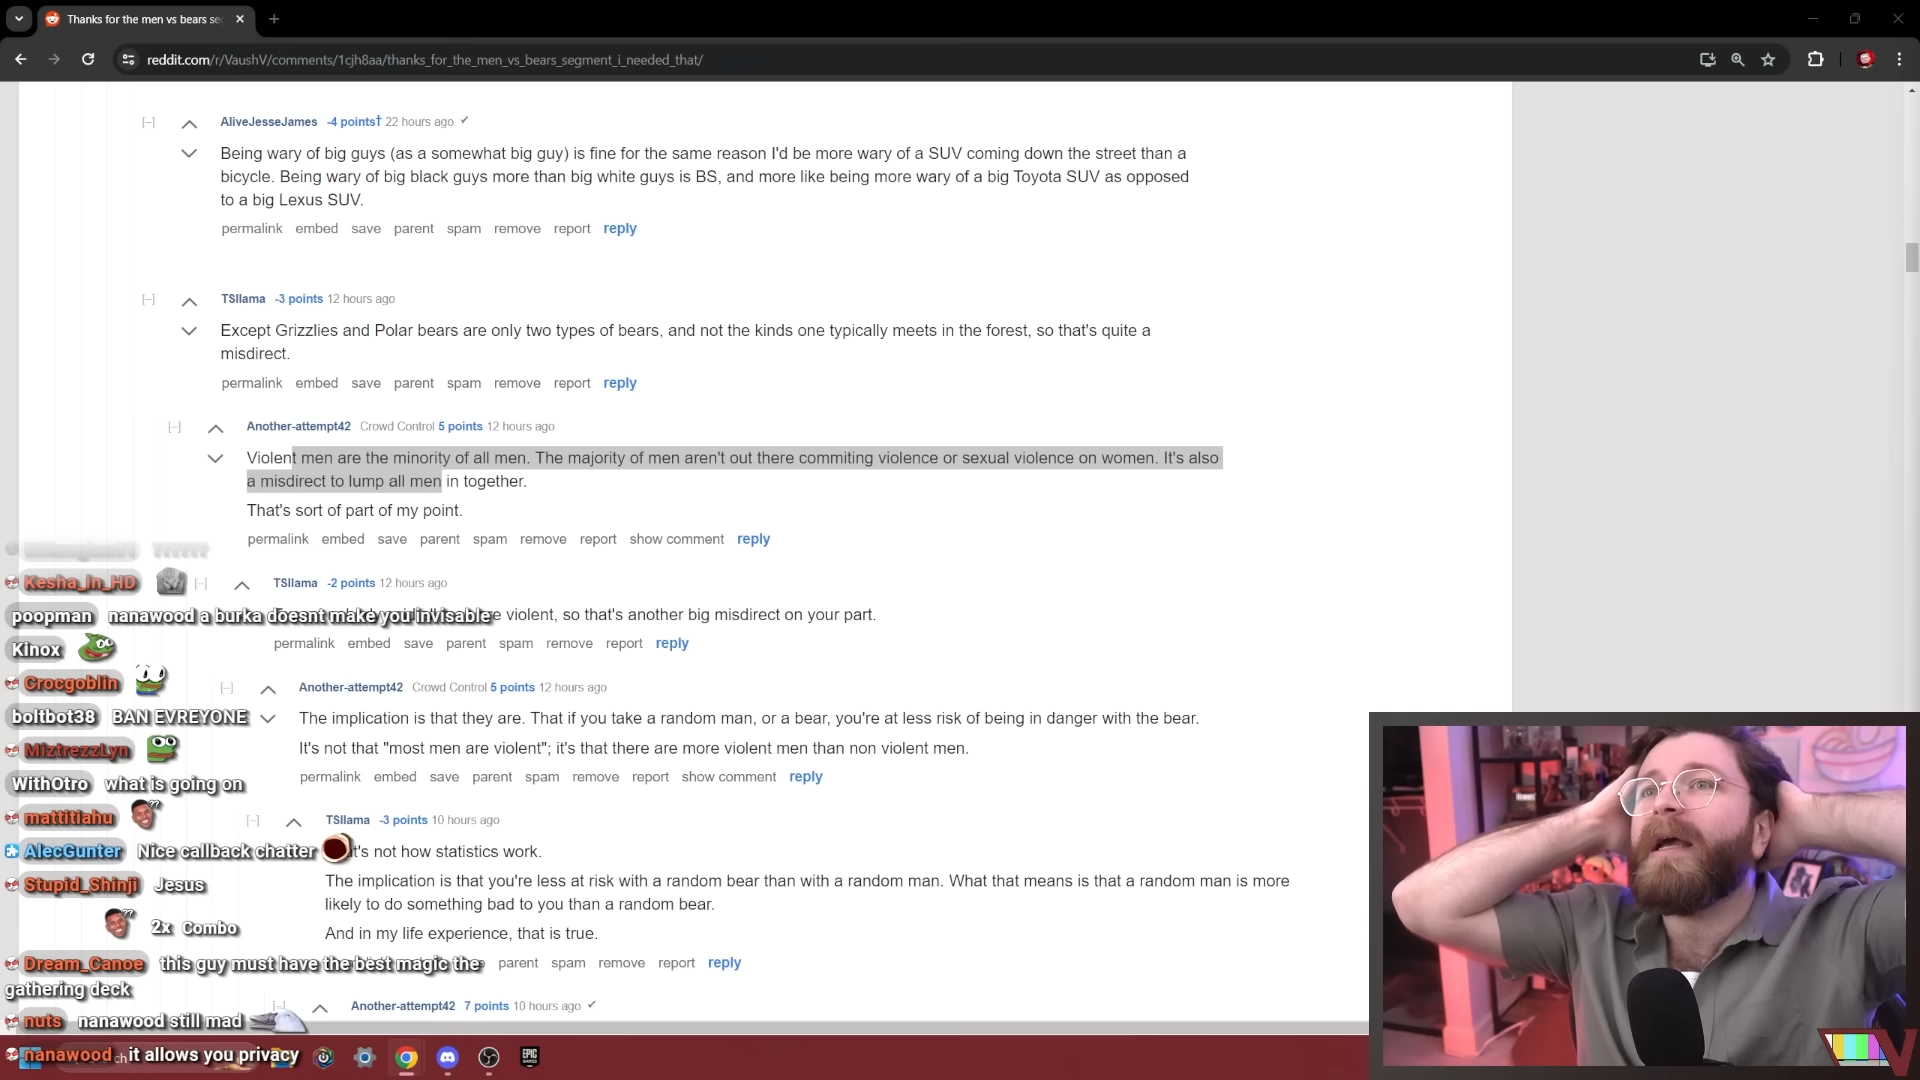 Thanks for the men vs bears se
reddit.com/r/VaushV/comments/1cjh8aa/thanks_for_the_men_vs_bears_segment_i_needed_that/
[–] AliveJesseJames -4 points† 22 hours ago ✓
Being wary of big guys (as a somewhat big guy) is fine for the same reason I'd be more wary of a SUV coming down the street than a
bicycle. Being wary of big black guys more than big white guys is BS, and more like being more wary of a big Toyota SUV as opposed
to a big Lexus SUV.
permalink embed save parent spam remove report reply
[–] TSllama -3 points 12 hours ago
Except Grizzlies and Polar bears are only two types of bears, and not the kinds one typically meets in the forest, so that's quite a
misdirect.
permalink embed save parent spam remove report reply
[–] Another-attempt42 Crowd Control 5 points 12 hours ago
Violent men are the minority of all men. The majority of men aren't out there commiting violence or sexual violence on women. It's also
a misdirect to lump all men in together.
That's sort of part of my point.
permalink embed save parent spam remove report show comment reply
[–] TSllama -2 points 12 hours ago
e violent, so that's another big misdirect on your part.
permalink embed save parent spam remove report reply
[–] Another-attempt42 Crowd Control 5 points 12 hours ago
The implication is that they are. That if you take a random man, or a bear, you're at less risk of being in danger with the bear.
It's not that "most men are violent"; it's that there are more violent men than non violent men.
permalink embed save parent spam remove report show comment reply
[–] TSllama -3 points 10 hours ago
t's not how statistics work.
The implication is that you're less at risk with a random bear than with a random man. What that means is that a random man is more
likely to do something bad to you than a random bear.
And in my life experience, that is true.
parent spam remove report reply
[–] Another-attempt42 7 points 10 hours ago ✓
Kesha_In_HD
poopman nanawood a burka doesnt make you invisable
Kinox
Crocgoblin
boltbot38 BAN EVREYONE
MiztrezzLyn
WithOtro what is going on
mattitiahu
AlecGunter Nice callback chatter
Stupid_Shinji Jesus
2x Combo
Dream_Canoe this guy must have the best magic the
gathering deck
nuts nanawood still mad
nanawood it allows you privacy
EPIC
GAMES
V